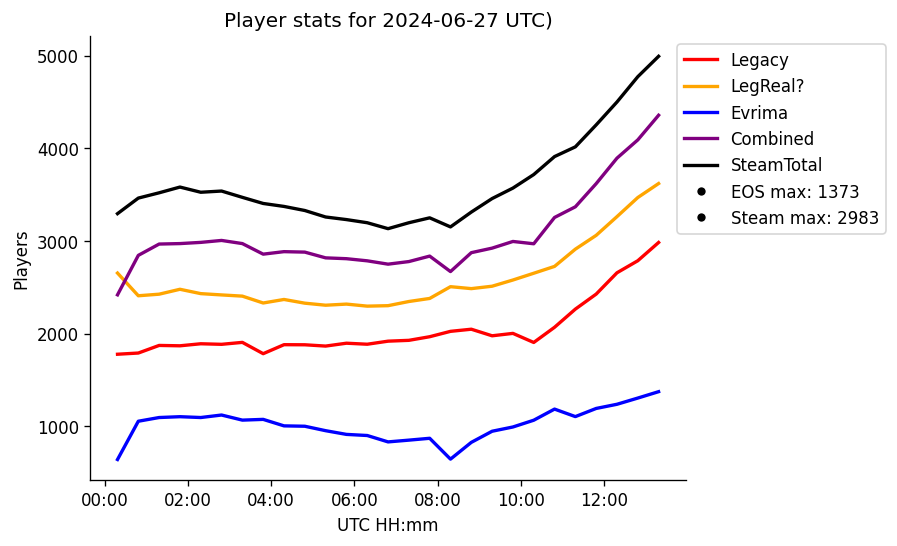 Player stats for 2024-06-27 UTC)
5000
4000
3000
2000
1000
Players
00:00 02:00 04:00 06:00 08:00 10:00 12:00
UTC HH:mm
Legacy
LegReal?
Evrima
Combined
SteamTotal
EOS max: 1373
Steam max: 2983